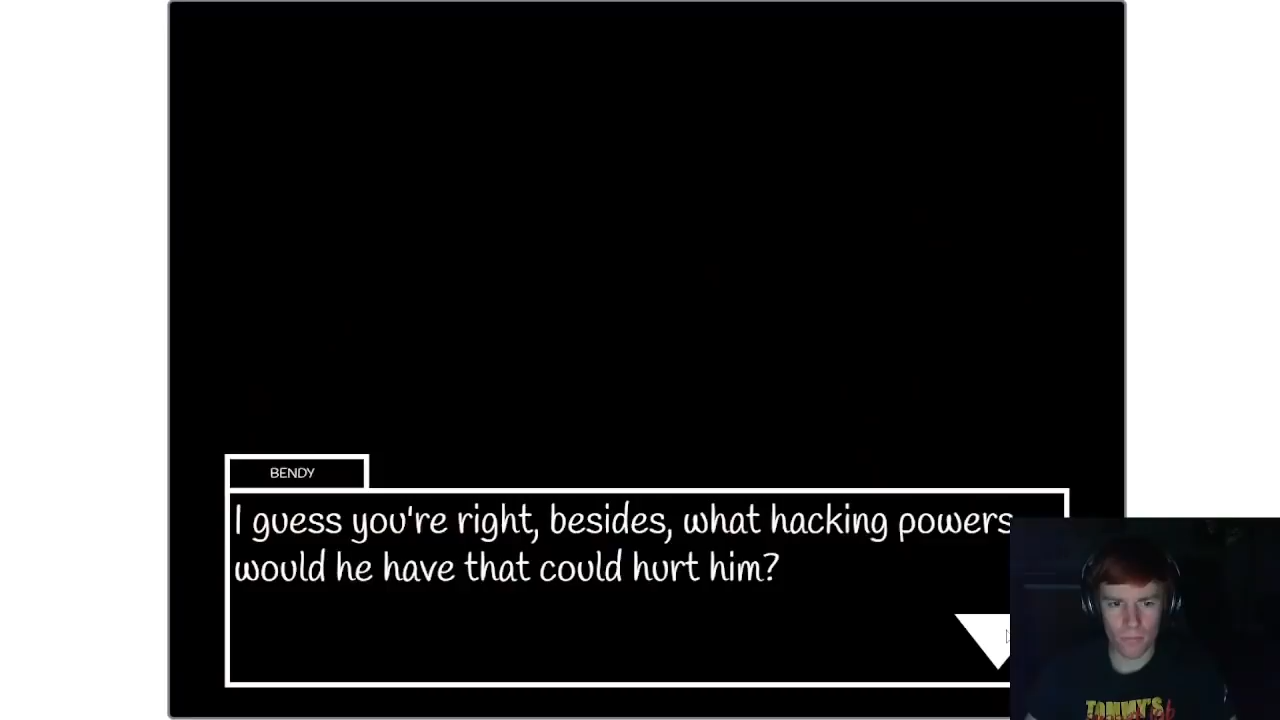 BENDY
I guess you're right, besides, what hacking powers
would he have that could hurt him?
TOMMY'S